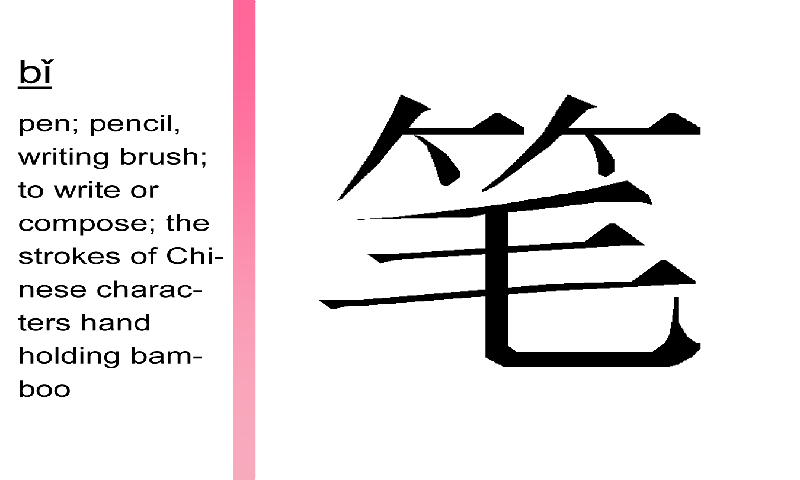 bǐ
pen; pencil,
writing brush;
to write or
compose; the
strokes of Chi-
nese charac-
ters hand
holding bam-
boo
笔